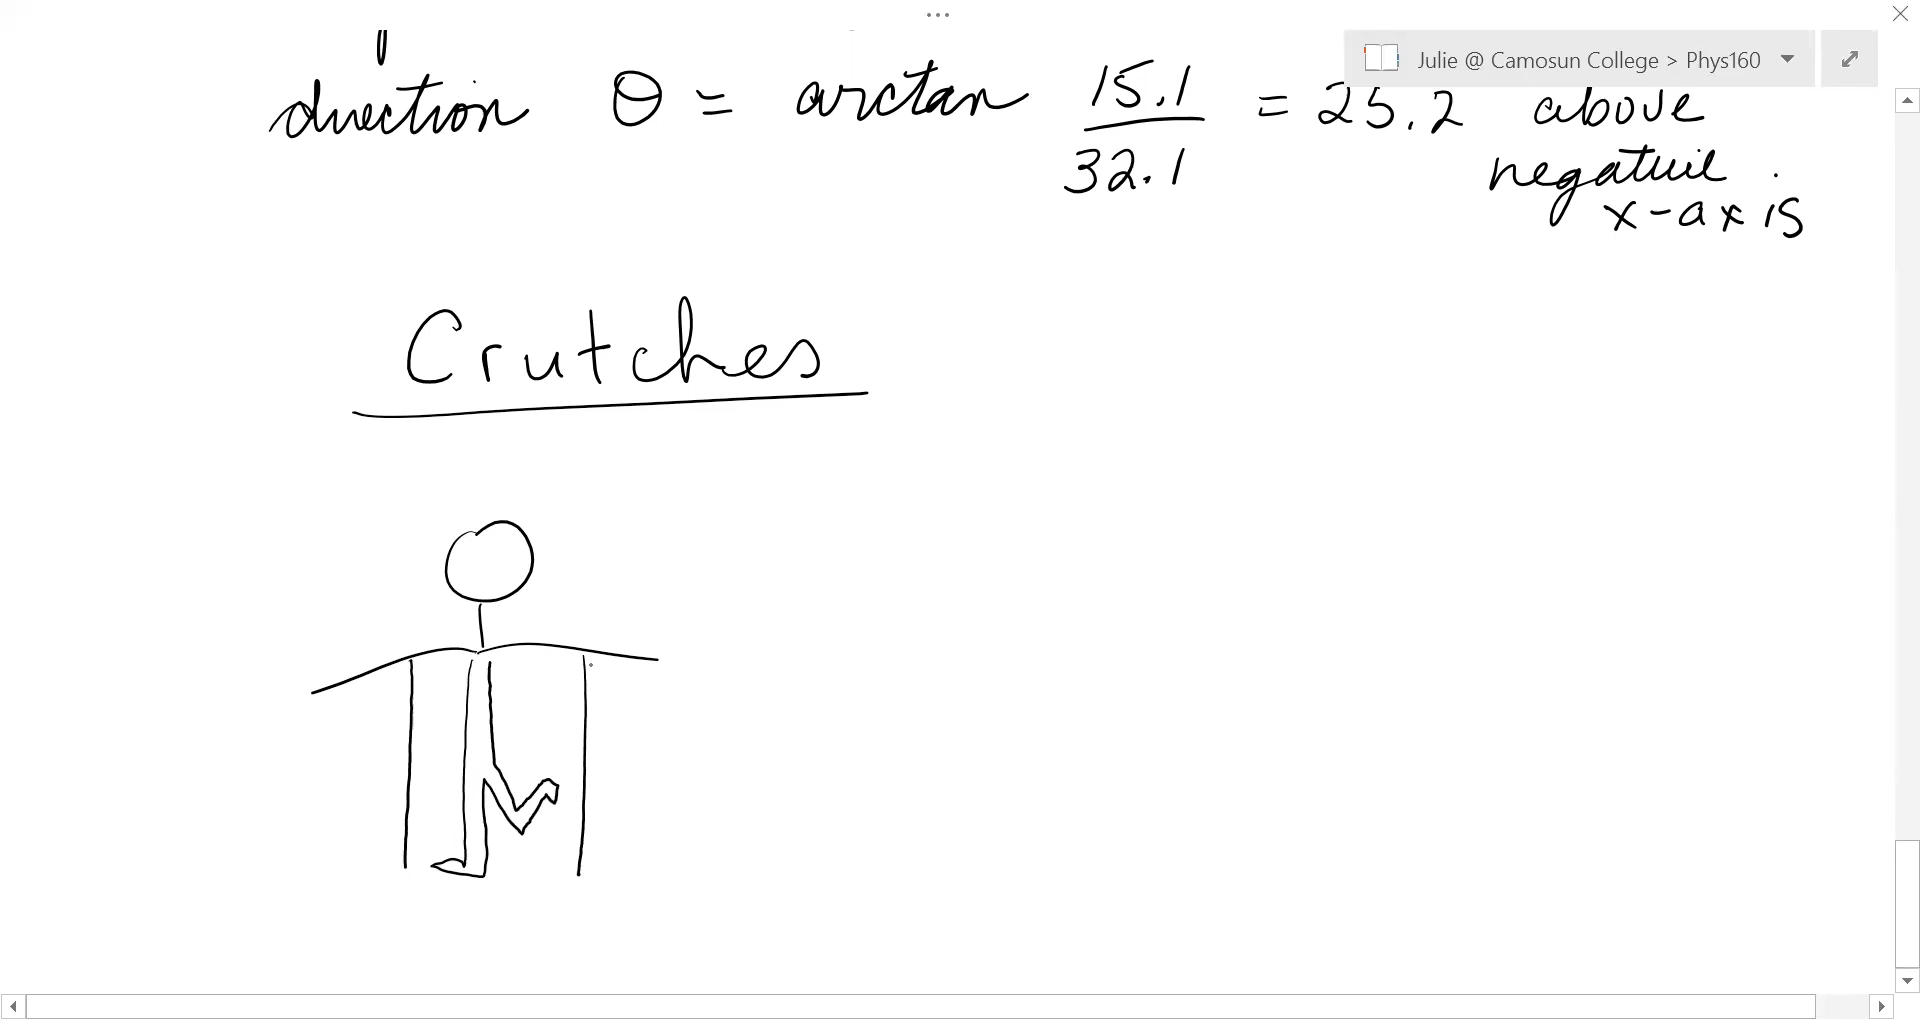 Julie @ Camosun College > Phys160
direction θ = arctan 15.1 / 32.1 = 25.2 above
negative
x-axis
Crutches